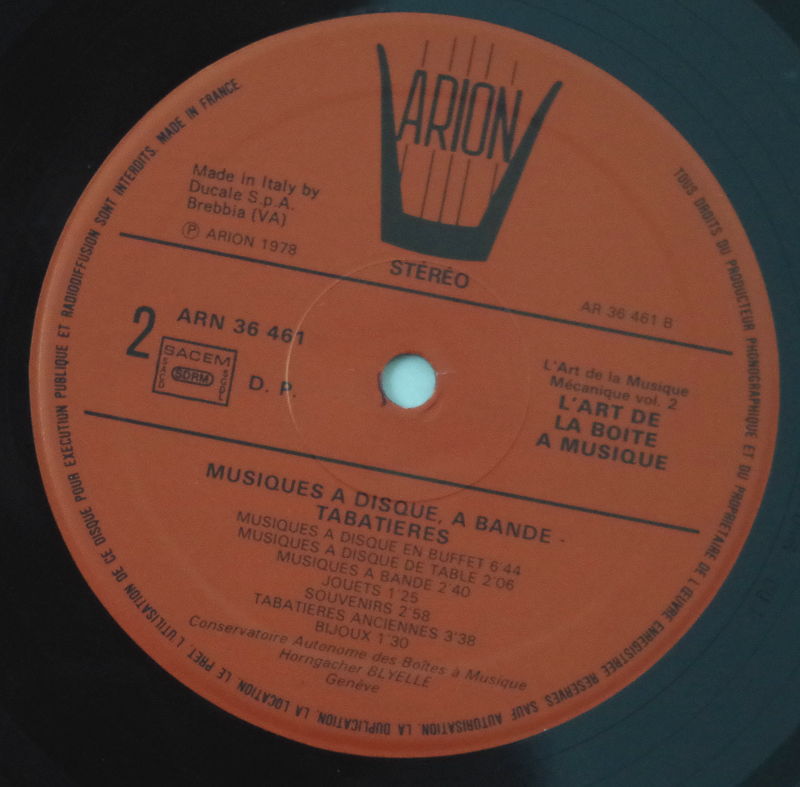 ARION
Made in Italy by
Ducale S.p.A.
Brebbia (VA)
Ⓟ ARION 1978
STÉRÉO
AR 36 461 B
2
ARN 36 461
SACEM
SACD
SDRM
SGDL
D. P.
L'Art de la Musique
Mécanique vol. 2
L'ART DE
LA BOITE
A MUSIQUE
MUSIQUES A DISQUE, A BANDE -
TABATIERES
MUSIQUES A DISQUE EN BUFFET 6'44
MUSIQUES A DISQUE DE TABLE 2'06
MUSIQUES A BANDE 2'40
JOUETS 1'25
SOUVENIRS 2'58
TABATIERES ANCIENNES 3'38
BIJOUX 1'30
Conservatoire Autonome des Boîtes à Musique
Horngacher BLYELLE
Genève
TOUS DROITS DU PRODUCTEUR PHONOGRAPHIQUE ET DU PROPRIETAIRE DE L'ŒUVRE ENREGISTREE RESERVES SAUF AUTORISATION, LA DUPLICATION, LA LOCATION, LE PRET, L'UTILISATION DE CE DISQUE POUR EXECUTION PUBLIQUE ET RADIODIFFUSION SONT INTERDITS. MADE IN FRANCE